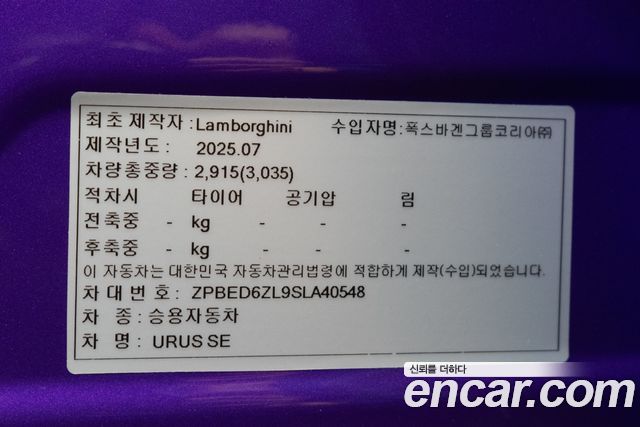 최초 제작자 : Lamborghini 수입자명:폭스바겐그룹코리아㈜
제작년도 : 2025.07
차량총중량 : 2,915(3,035)
적차시 타이어 공기압 림
전축중 - kg - - -
후축중 - kg - - -
이 자동차는 대한민국 자동차관리법령에 적합하게 제작(수입)되었습니다.
차 대 번 호 : ZPBED6ZL9SLA40548
차 종 : 승용자동차
차 명 : URUS SE
신뢰를 더하다
encar.com